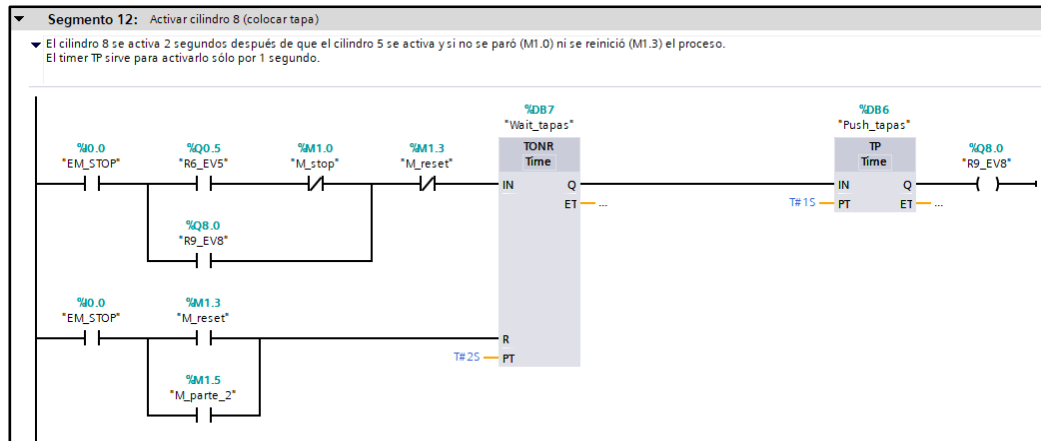 Segmento 12: Activar cilindro 8 (colocar tapa)
El cilindro 8 se activa 2 segundos después de que el cilindro 5 se activa y si no se paró (M1.0) ni se reinició (M1.3) el proceso.
El timer TP sirve para activarlo sólo por 1 segundo.
%DB7
"Wait_tapas"
%DB6
"Push_tapas"
%I0.0
"EM_STOP"
%Q0.5
"R6_EV5"
%M1.0
"M_stop"
%M1.3
"M_reset"
TONR
Time
TP
Time
%Q8.0
"R9_EV8"
IN Q
ET ...
IN Q
T#1S PT ET ...
%Q8.0
"R9_EV8"
%I0.0
"EM_STOP"
%M1.3
"M_reset"
R
T#2S PT
%M1.5
"M_parte_2"